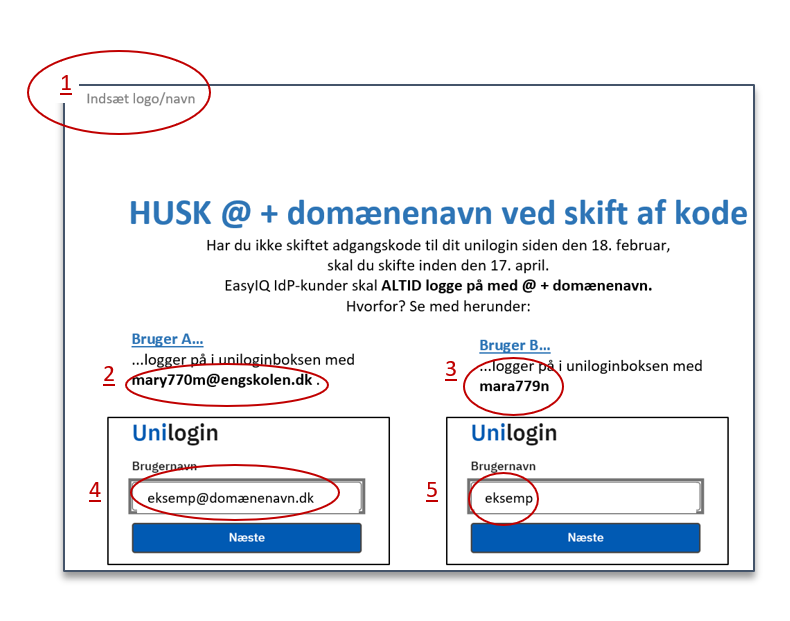 1
Indsæt logo/navn
HUSK @ + domænenavn ved skift af kode
Har du ikke skiftet adgangskode til dit unilogin siden den 18. februar,
skal du skifte inden den 17. april.
EasyIQ IdP-kunder skal ALTID logge på med @ + domænenavn.
Hvorfor? Se med herunder:
Bruger A...
...logger på i uniloginboksen med
2 mary770m@engskolen.dk .
Bruger B...
3 ...logger på i uniloginboksen med
mara779n
Unilogin
Brugernavn
4 eksemp@domænenavn.dk
Næste
Unilogin
Brugernavn
5 eksemp
Næste